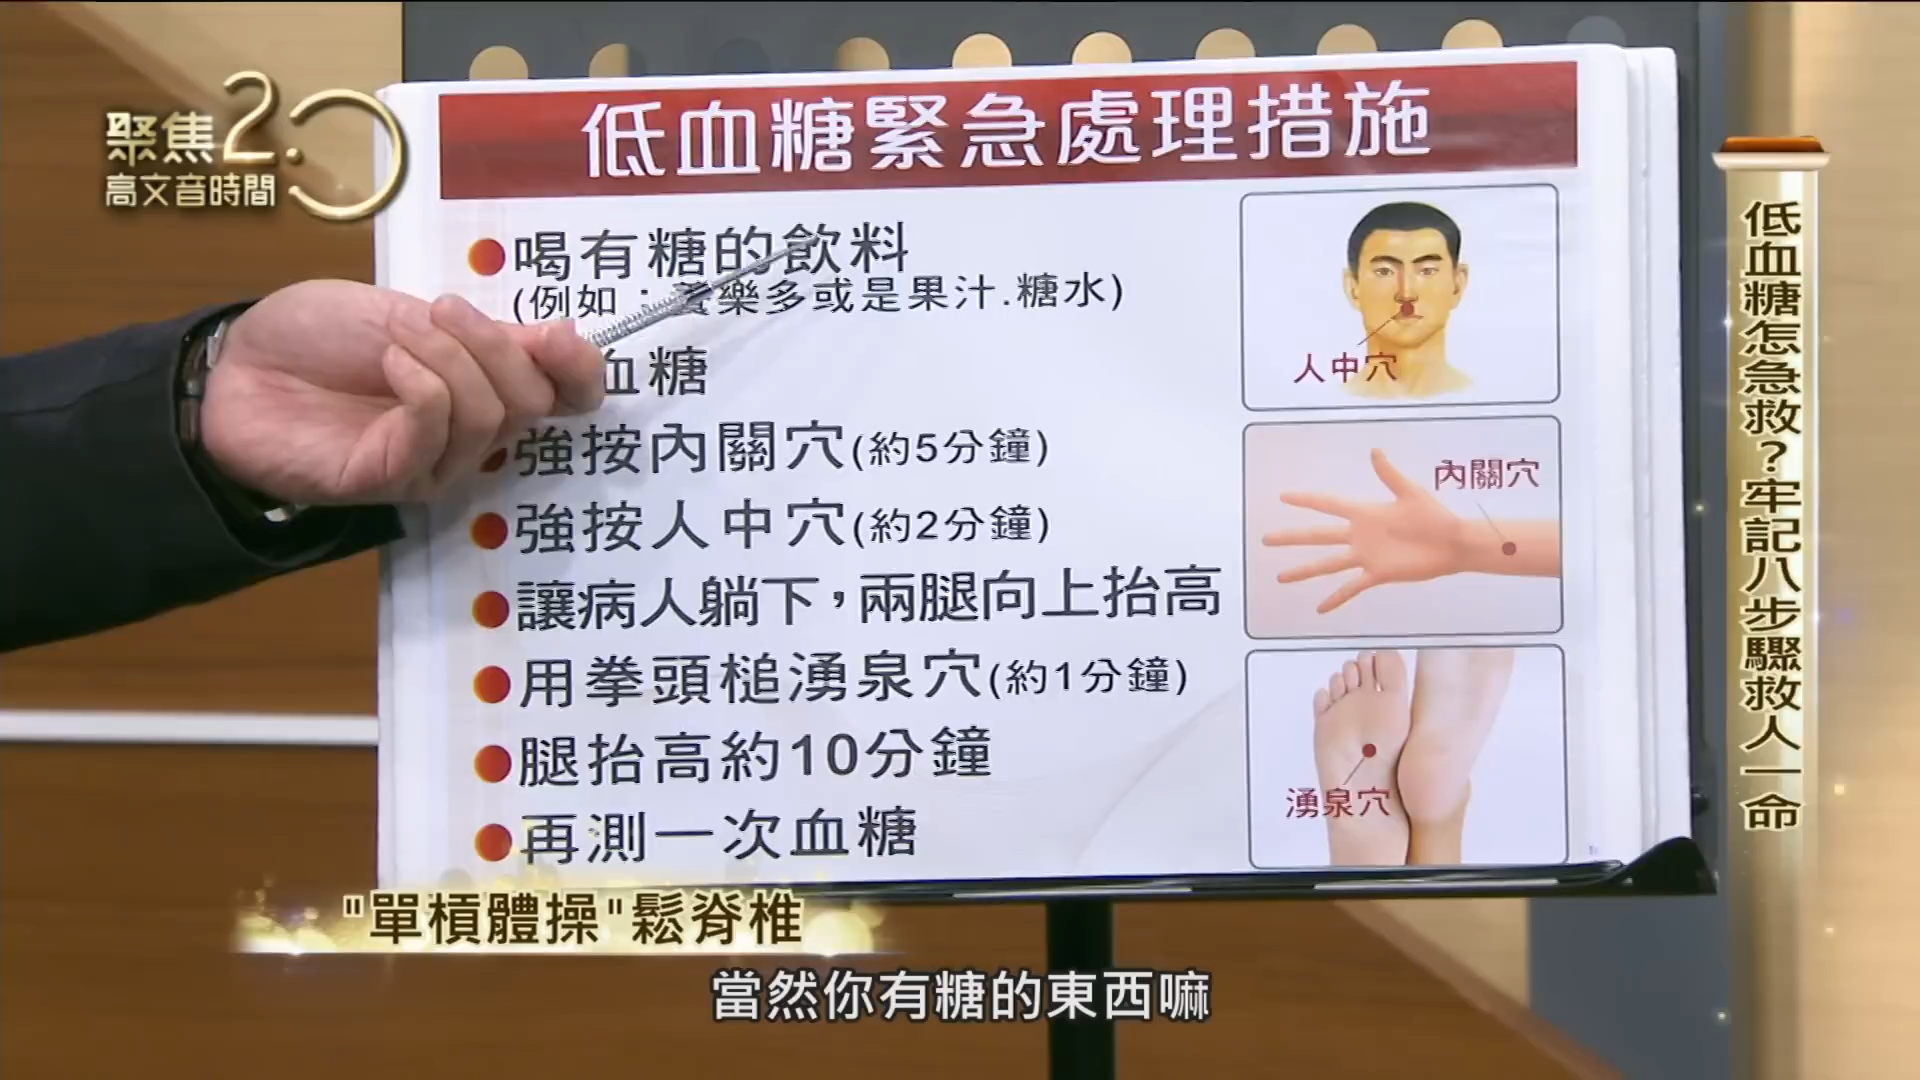 聚焦2.0
高文音時間
低血糖緊急處理措施
喝有糖的飲料
(例如：養樂多或是果汁.糖水)
血糖
強按內關穴(約5分鐘)
強按人中穴(約2分鐘)
讓病人躺下，兩腿向上抬高
用拳頭槌湧泉穴(約1分鐘)
腿抬高約10分鐘
再測一次血糖
人中穴
內關穴
湧泉穴
低血糖怎急救?牢記八步驟救人一命
"單槓體操"鬆脊椎
當然你有糖的東西嘛